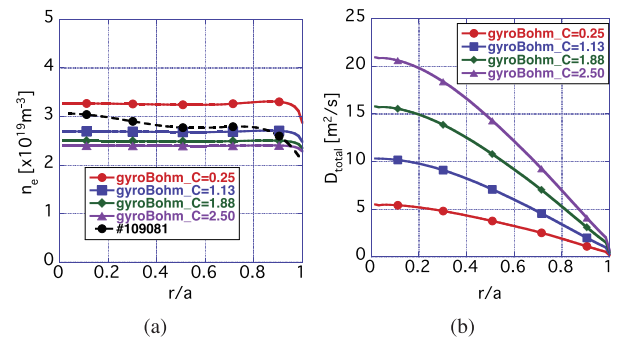 n_e [x10^19 m^-3]
5
4
3
2
1
0
gyroBohm_C=0.25
gyroBohm_C=1.13
gyroBohm_C=1.88
gyroBohm_C=2.50
#109081
0 0.2 0.4 0.6 0.8 1
r/a
(a)
D_total [m^2/s]
25
20
15
10
5
0
gyroBohm_C=0.25
gyroBohm_C=1.13
gyroBohm_C=1.88
gyroBohm_C=2.50
0 0.2 0.4 0.6 0.8 1
r/a
(b)